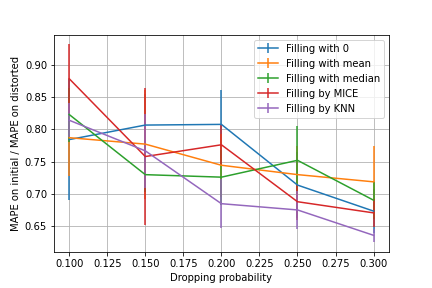 MAPE on initial / MAPE on distorted
0.90
0.85
0.80
0.75
0.70
0.65
Filling with 0
Filling with mean
Filling with median
Filling by MICE
Filling by KNN
0.100 0.125 0.150 0.175 0.200 0.225 0.250 0.275 0.300
Dropping probability